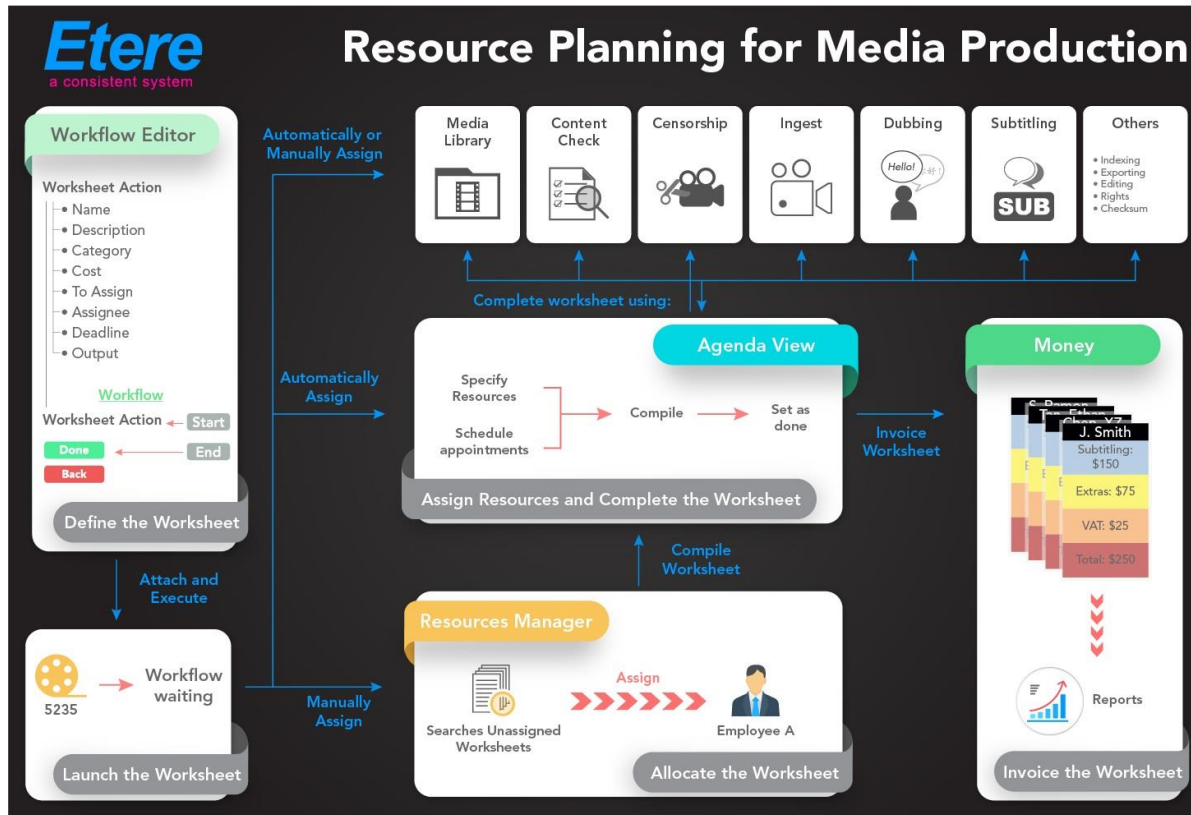 Etere
a consistent system
Resource Planning for Media Production
Workflow Editor
Worksheet Action
• Name
• Description
• Category
• Cost
• To Assign
• Assignee
• Deadline
• Output
Workflow
Worksheet Action
Start
Done
End
Back
Define the Worksheet
Attach and
Execute
5235
Workflow
waiting
Launch the Worksheet
Automatically or
Manually Assign
Automatically
Assign
Manually
Assign
Media
Library
Content
Check
Censorship
Ingest
Dubbing
Hello!
Subtitling
SUB
Others
• Indexing
• Exporting
• Editing
• Rights
• Checksum
Complete worksheet using:
Agenda View
Specify
Resources
Schedule
appointments
Compile
Set as
done
Assign Resources and Complete the Worksheet
Invoice
Worksheet
Compile
Worksheet
Resources Manager
Searches Unassigned
Worksheets
Assign
Employee A
Allocate the Worksheet
Money
J. Smith
Subtitling:
$150
Extras: $75
VAT: $25
Total: $250
Reports
Invoice the Worksheet